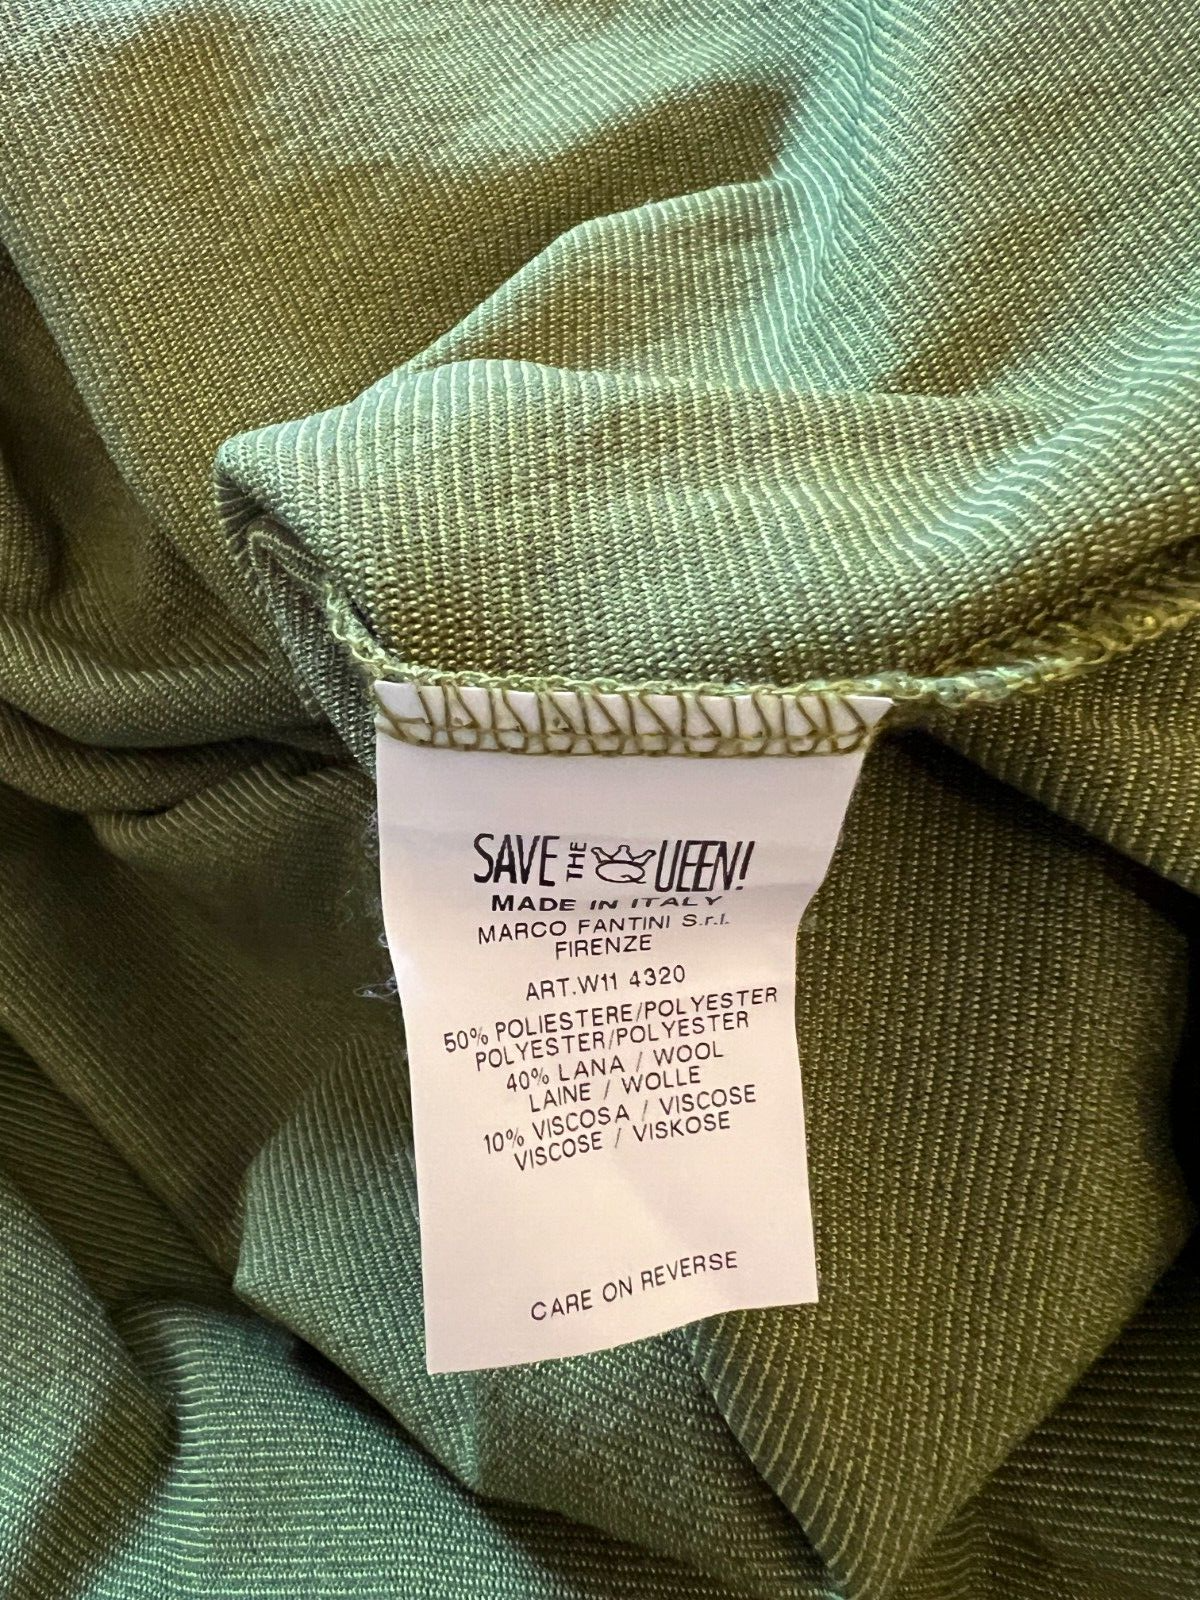 SAVE THE QUEEN!
MADE IN ITALY
MARCO FANTINI S.r.l.
FIRENZE
ART.W11 4320
50% POLIESTERE/POLYESTER
POLYESTER/POLYESTER
40% LANA / WOOL
LAINE / WOLLE
10% VISCOSA / VISCOSE
VISCOSE / VISKOSE
CARE ON REVERSE